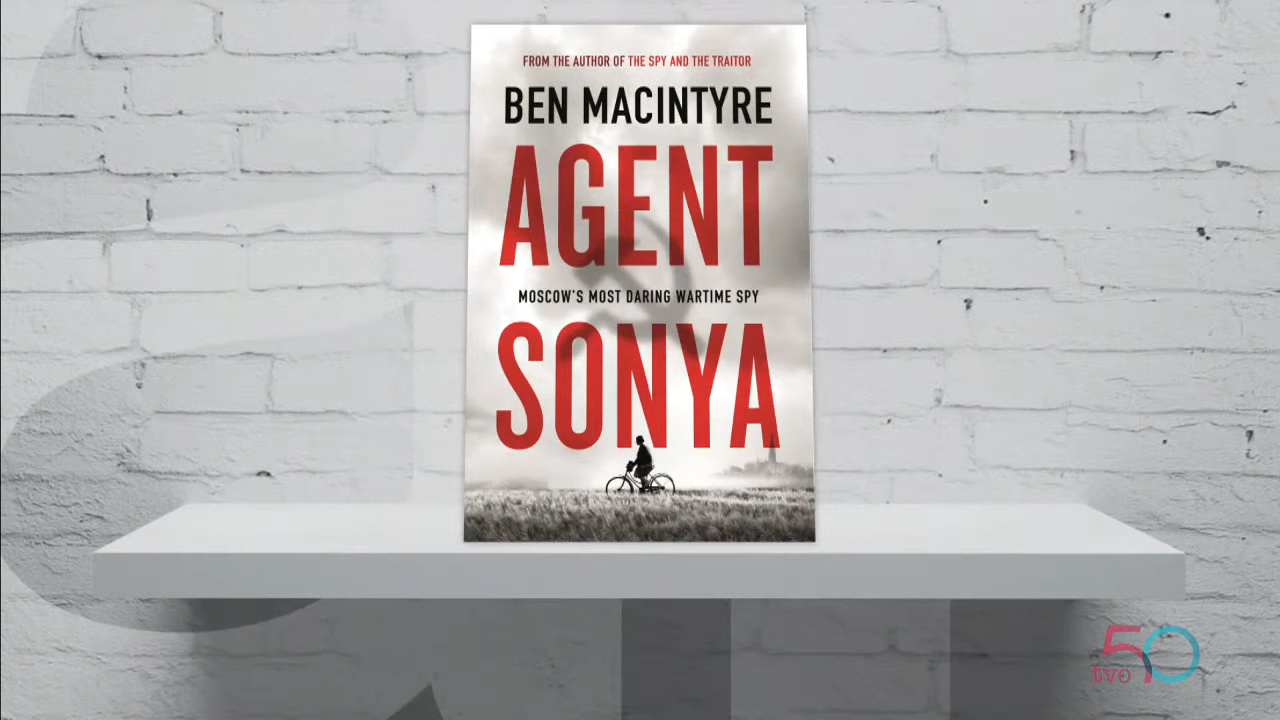 FROM THE AUTHOR OF THE SPY AND THE TRAITOR
BEN MACINTYRE
AGENT
MOSCOW'S MOST DARING WARTIME SPY
SONYA
50
tvo